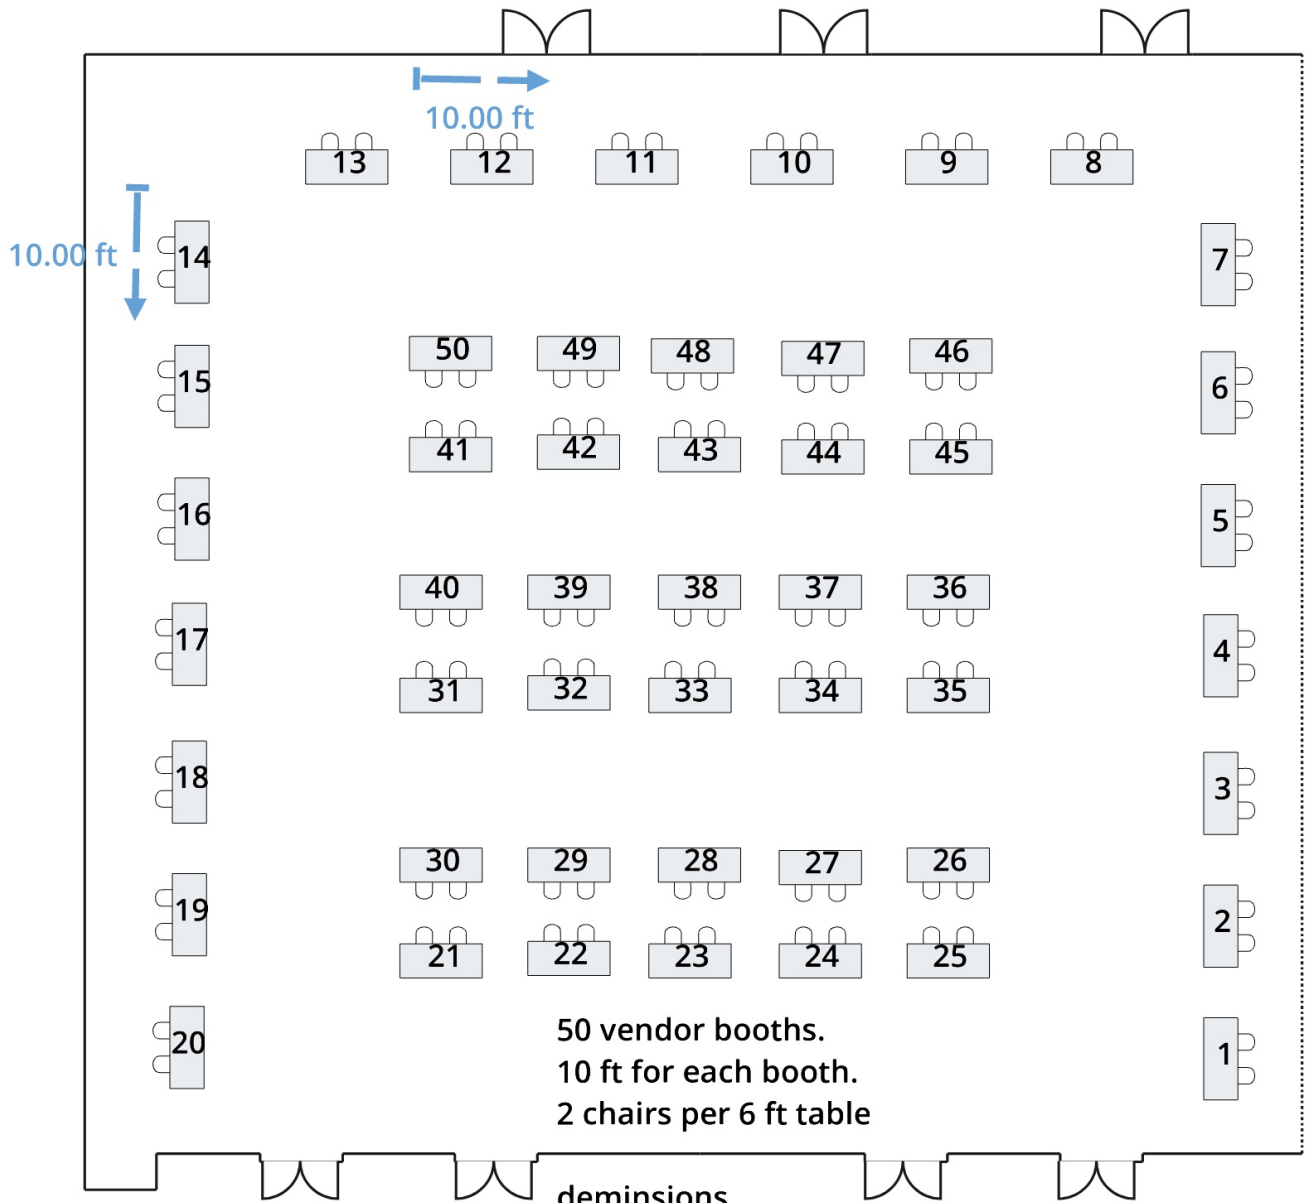 10.00 ft
13 12 11 10 9 8
10.00 ft
14 7
50 49 48 47 46
15 6
41 42 43 44 45
16 5
40 39 38 37 36
17 4
31 32 33 34 35
18 3
30 29 28 27 26
19 2
21 22 23 24 25
50 vendor booths.
20 1
10 ft for each booth.
2 chairs per 6 ft table
deminsions